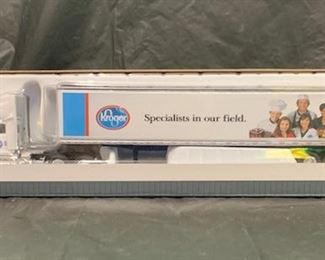 Kroger
Specialists in our field.